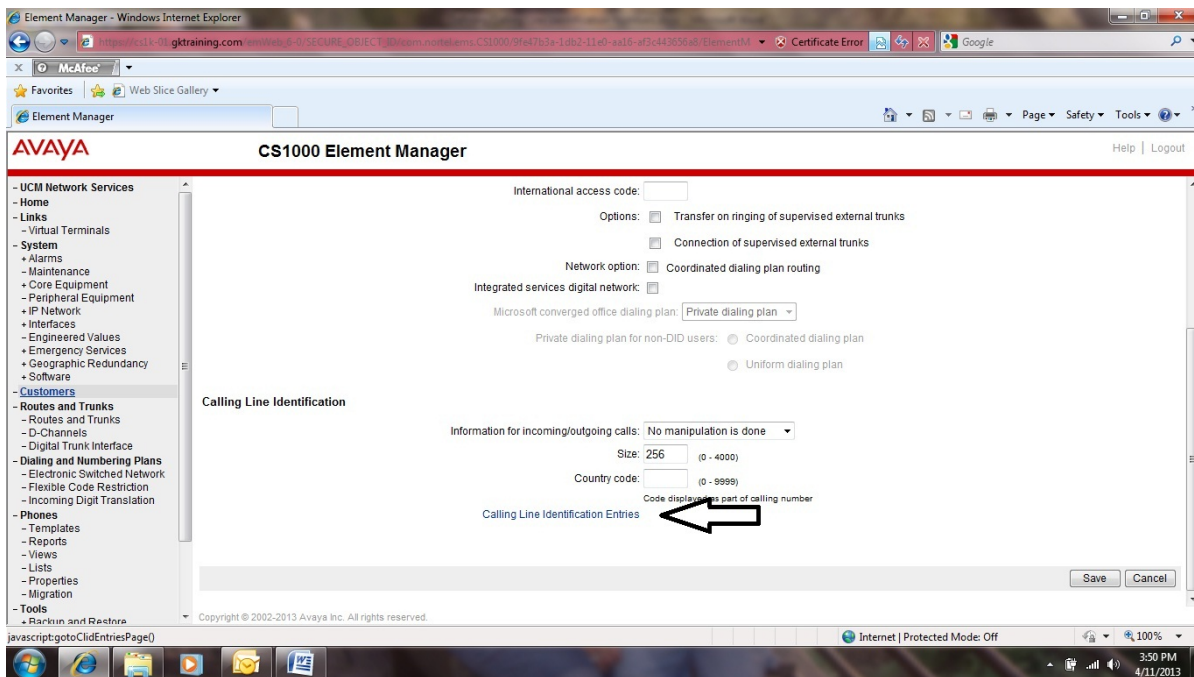 Element Manager - Windows Internet Explorer
gktraining.com
Certificate Error
Google
X McAfee
Favorites Web Slice Gallery
Element Manager
Page Safety Tools
AVAYA
CS1000 Element Manager
Help | Logout
- UCM Network Services
- Home
- Links
- Virtual Terminals
- System
+ Alarms
- Maintenance
+ Core Equipment
- Peripheral Equipment
+ IP Network
+ Interfaces
- Engineered Values
+ Emergency Services
+ Geographic Redundancy
+ Software
- Customers
- Routes and Trunks
- Routes and Trunks
- D-Channels
- Digital Trunk Interface
- Dialing and Numbering Plans
- Electronic Switched Network
- Flexible Code Restriction
- Incoming Digit Translation
- Phones
- Templates
- Reports
- Views
- Lists
- Properties
- Migration
- Tools
+ Backup and Restore
International access code:
Options: Transfer on ringing of supervised external trunks
Connection of supervised external trunks
Network option: Coordinated dialing plan routing
Integrated services digital network:
Microsoft converged office dialing plan: Private dialing plan
Private dialing plan for non-DID users: Coordinated dialing plan
Uniform dialing plan
Calling Line Identification
Information for incoming/outgoing calls: No manipulation is done
Size: 256 (0 - 4000)
Country code: (0 - 9999)
Code displayed as part of calling number
Calling Line Identification Entries
Save Cancel
Copyright © 2002-2013 Avaya Inc. All rights reserved.
javascript:gotoClidEntriesPage()
Internet | Protected Mode: Off
100%
3:50 PM
4/11/2013